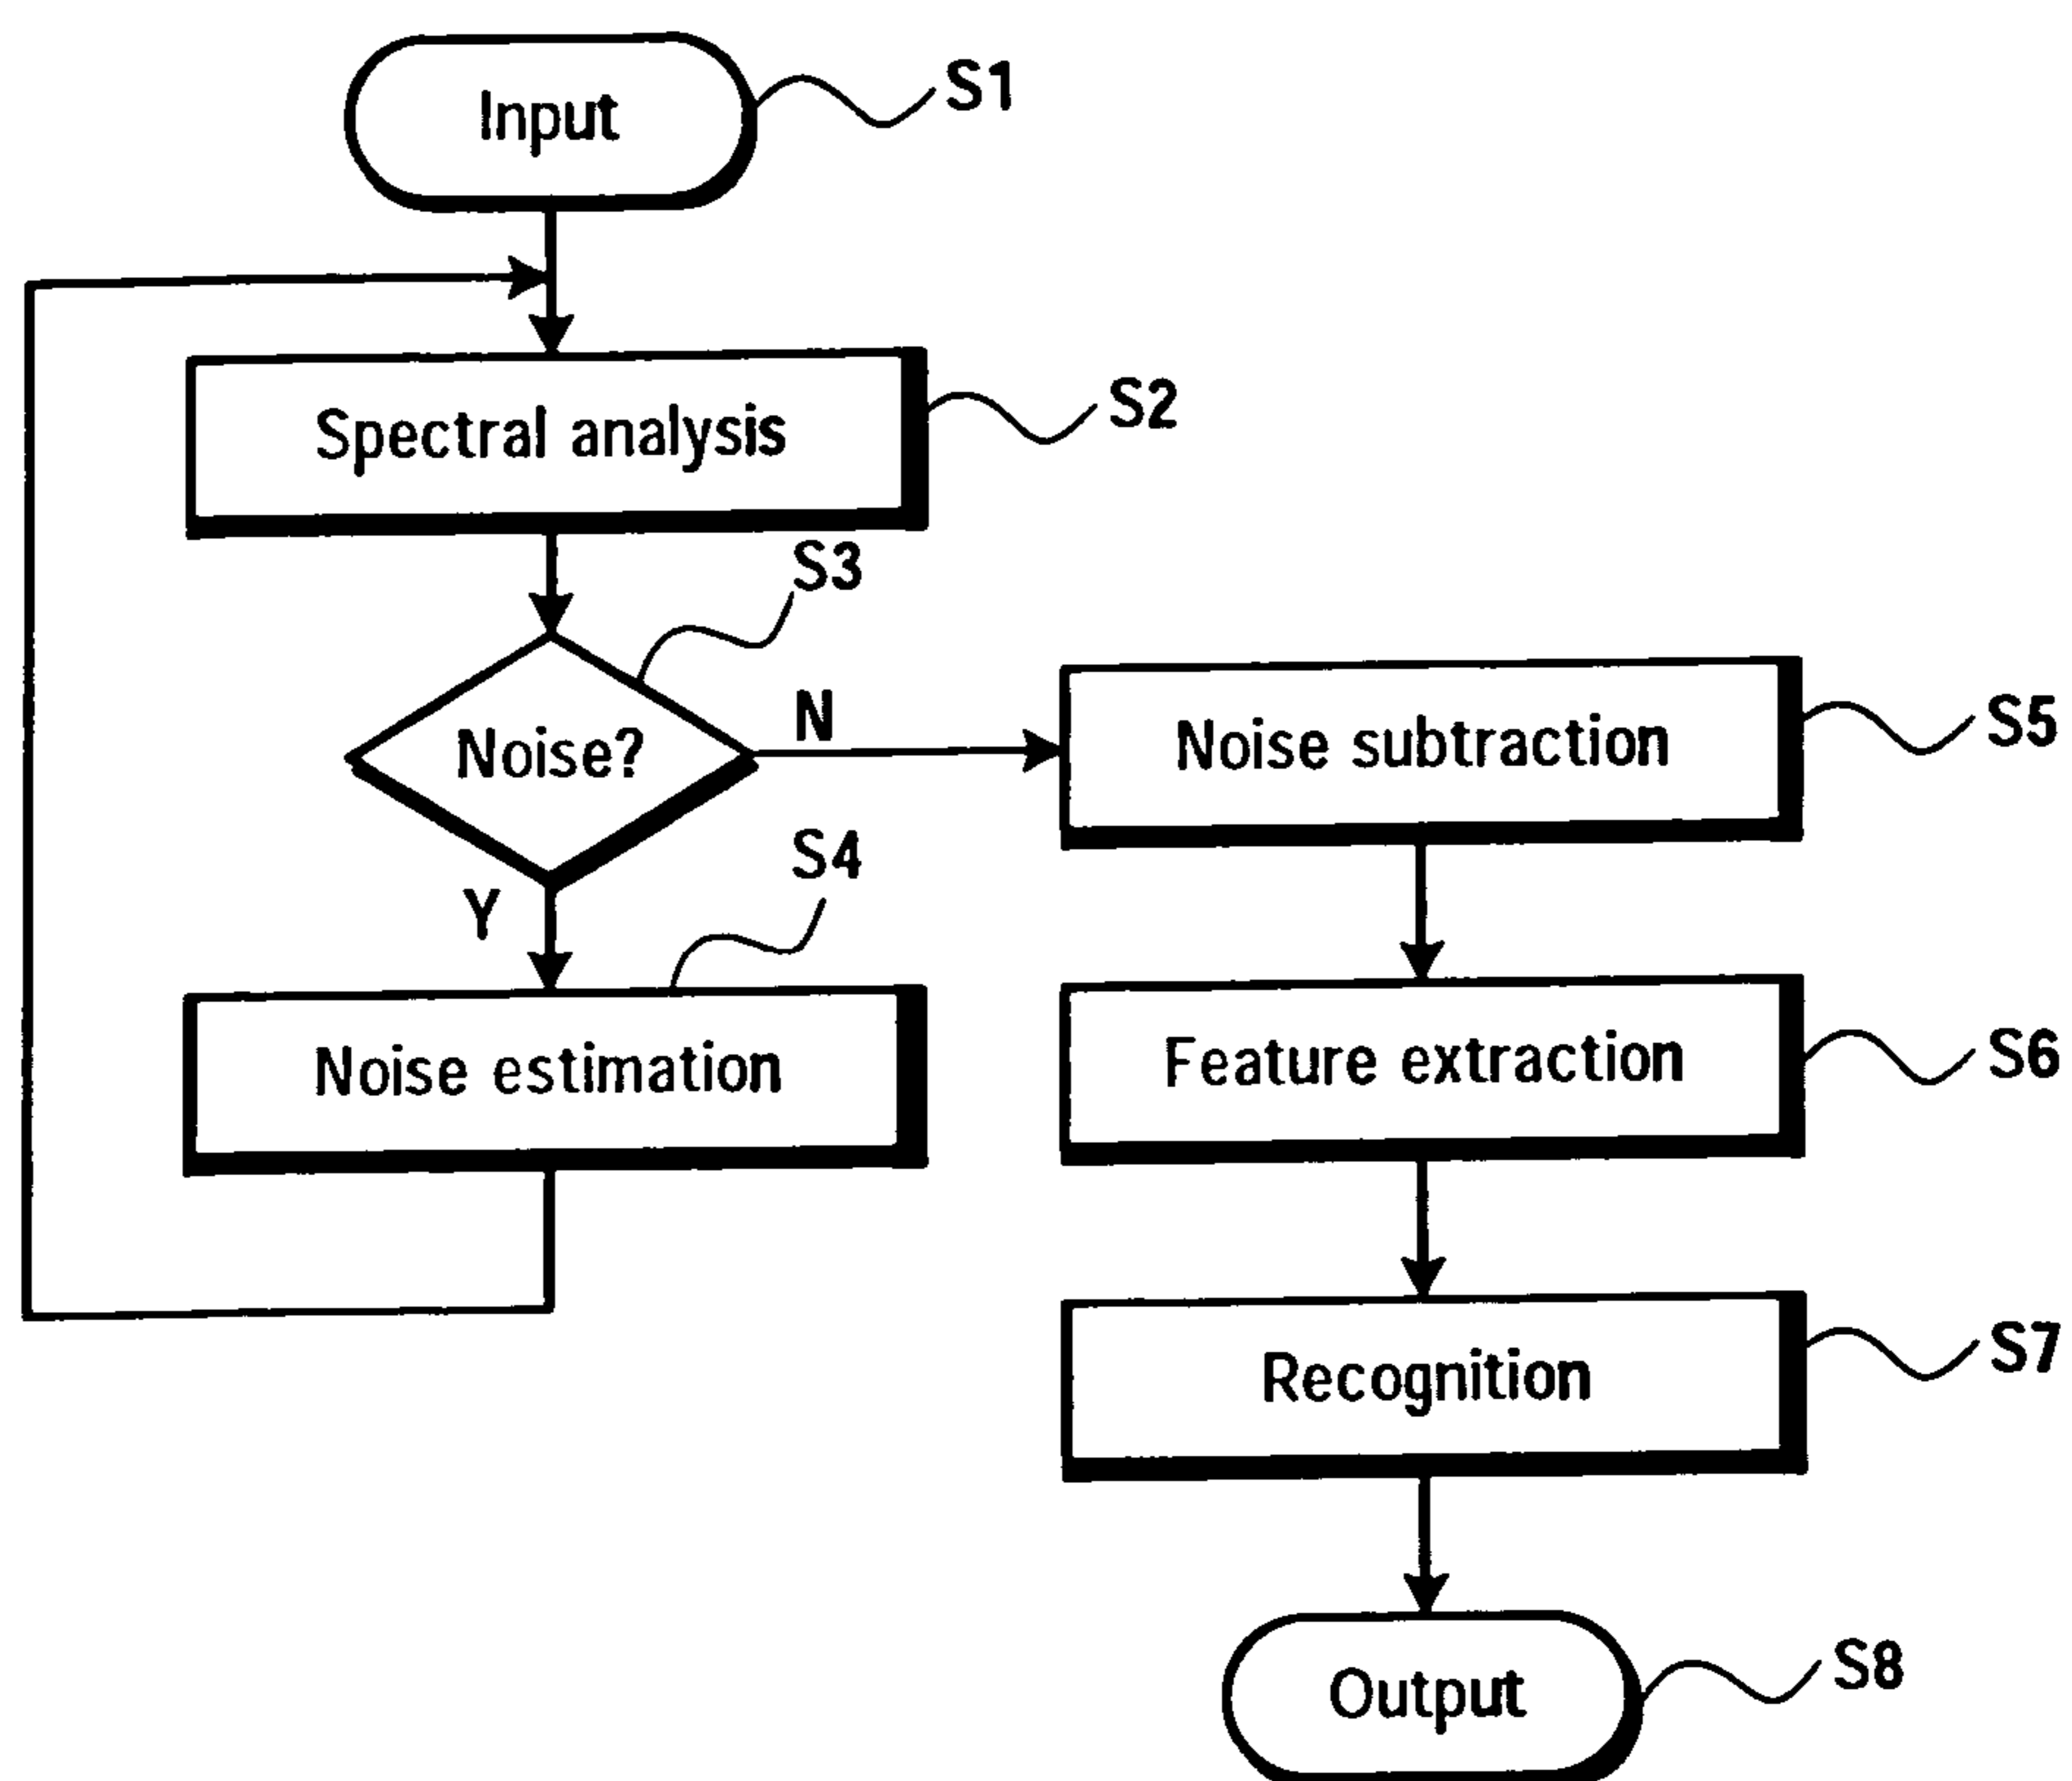 Input
S1
Spectral analysis
S2
S3
Noise?
N
Y
S4
Noise estimation
Noise subtraction
S5
Feature extraction
S6
Recognition
S7
Output
S8